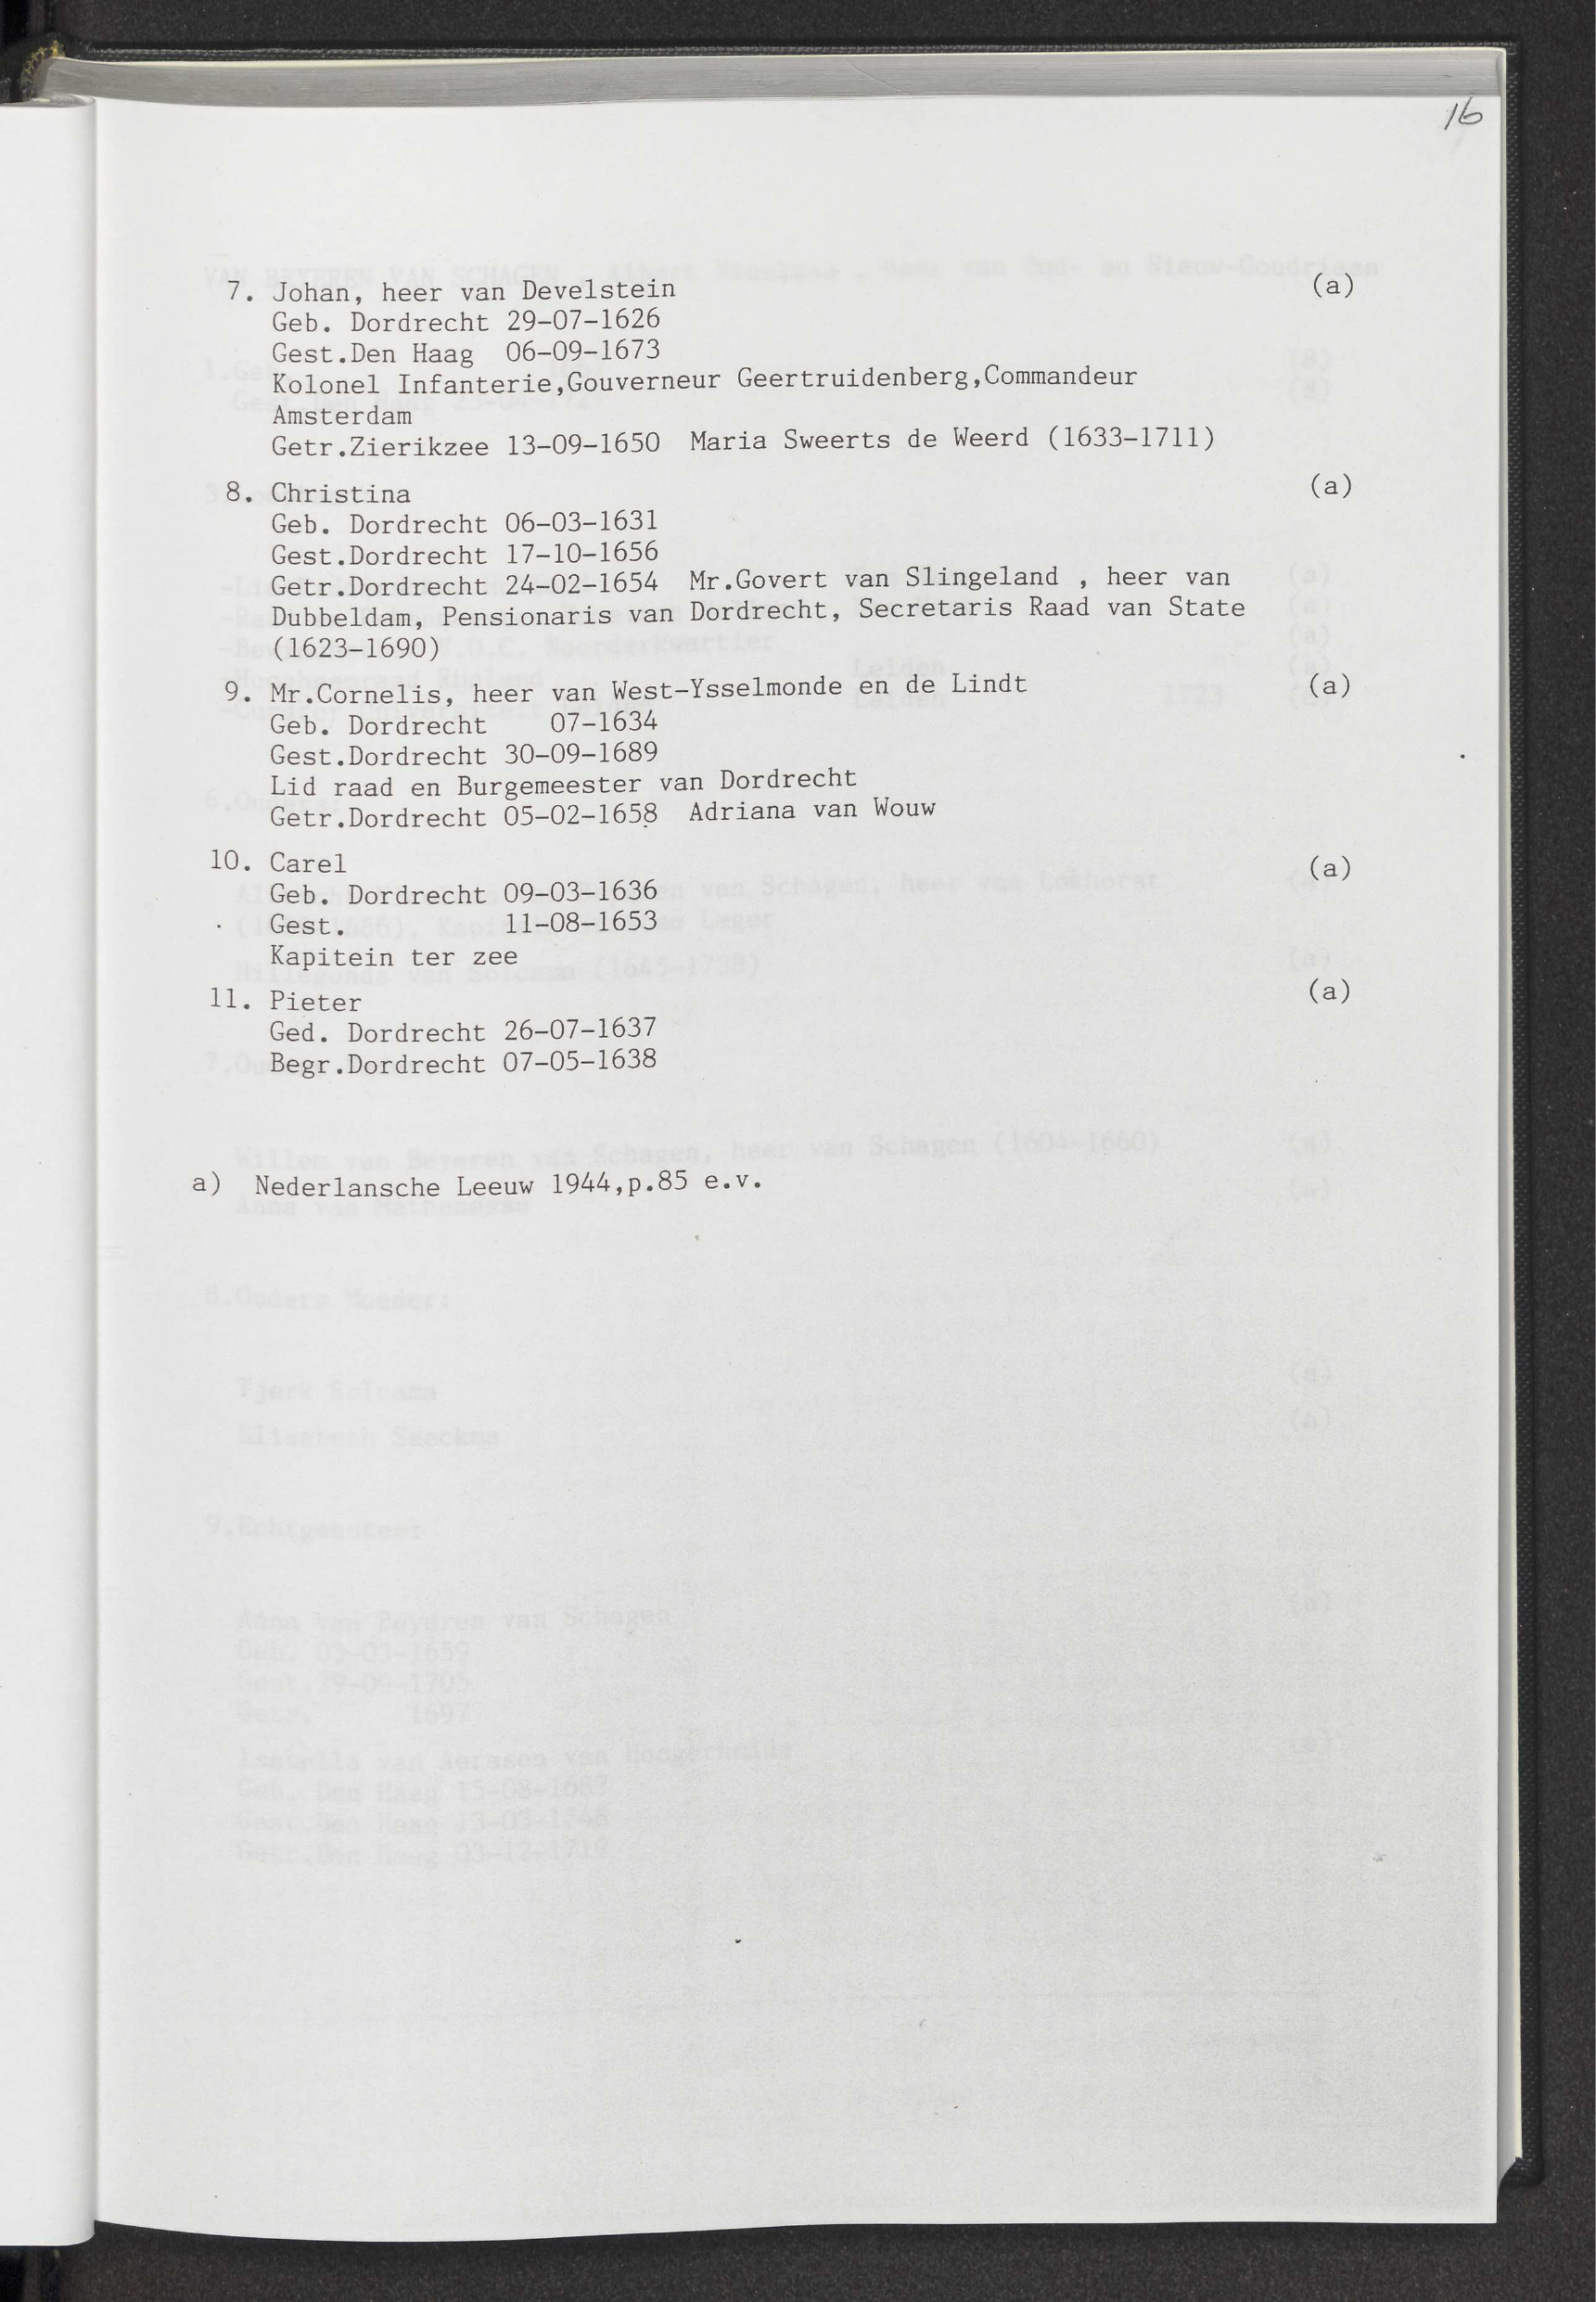 16
7. Johan, heer van Develstein (a)
Geb. Dordrecht 29-07-1626
Gest.Den Haag 06-09-1673
Kolonel Infanterie,Gouverneur Geertruidenberg,Commandeur
Amsterdam
Getr.Zierikzee 13-09-1650 Maria Sweerts de Weerd (1633-1711)
8. Christina (a)
Geb. Dordrecht 06-03-1631
Gest.Dordrecht 17-10-1656
Getr.Dordrecht 24-02-1654 Mr.Govert van Slingeland , heer van
Dubbeldam, Pensionaris van Dordrecht, Secretaris Raad van State
(1623-1690)
9. Mr.Cornelis, heer van West-Ysselmonde en de Lindt (a)
Geb. Dordrecht 07-1634
Gest.Dordrecht 30-09-1689
Lid raad en Burgemeester van Dordrecht
Getr.Dordrecht 05-02-1658 Adriana van Wouw
10. Carel (a)
Geb. Dordrecht 09-03-1636
Gest. 11-08-1653
Kapitein ter zee
11. Pieter (a)
Ged. Dordrecht 26-07-1637
Begr.Dordrecht 07-05-1638
a) Nederlansche Leeuw 1944,p.85 e.v.